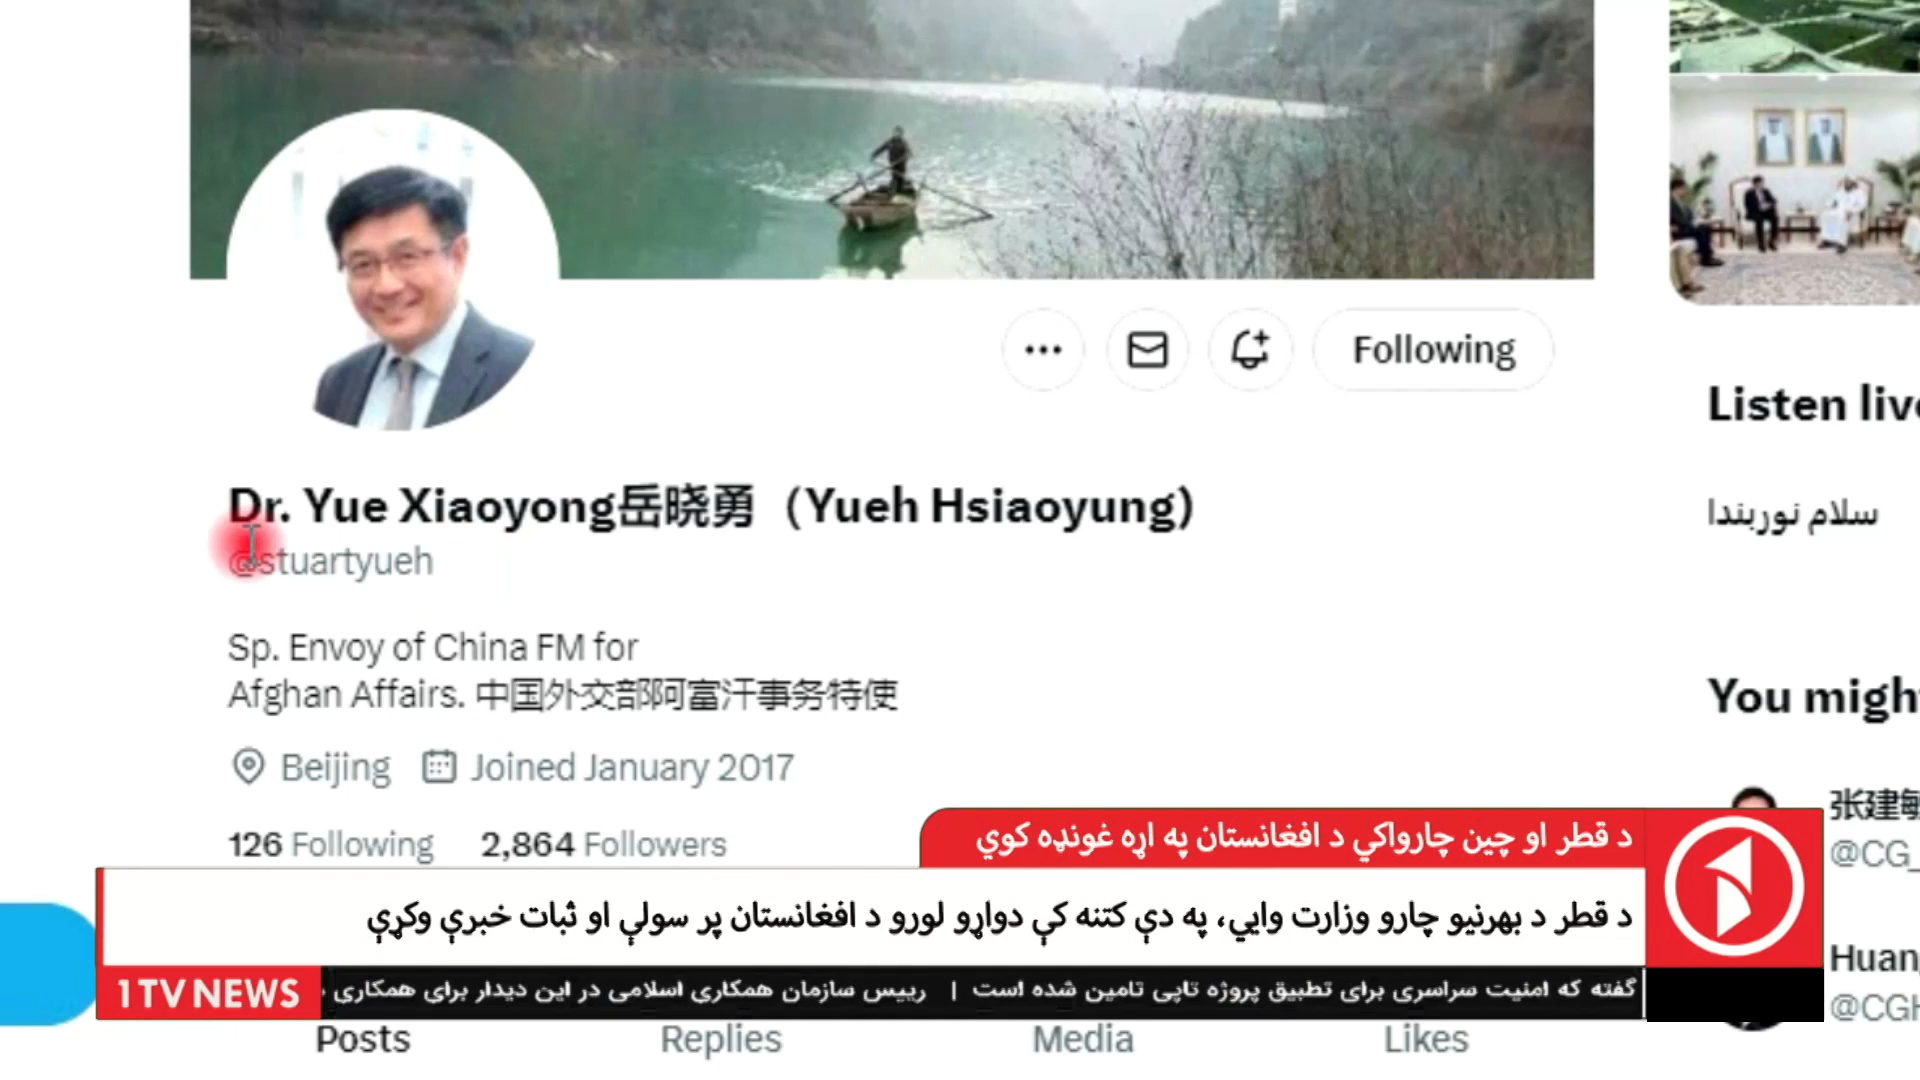 Following
Dr. Yue Xiaoyong岳晓勇（Yueh Hsiaoyung）
@stuartyueh
Sp. Envoy of China FM for
Afghan Affairs. 中国外交部阿富汗事务特使
Beijing Joined January 2017
126 Following 2,864 Followers
Listen live
سلام نوربندا
You might
张建敏
@CG_
Huan
@CGH
د قطر او چین چارواکي د افغانستان په اړه غونډه کوي
د قطر د بهرنیو چارو وزارت وايي، په دې کتنه کې دواړو لورو د افغانستان پر سولې او ثبات خبرې وکړې
1TV NEWS
گفته که امنیت سراسری برای تطبیق پروژه تاپی تامین شده است | رییس سازمان همکاری اسلامی در این دیدار برای همکاری
Posts Replies Media Likes